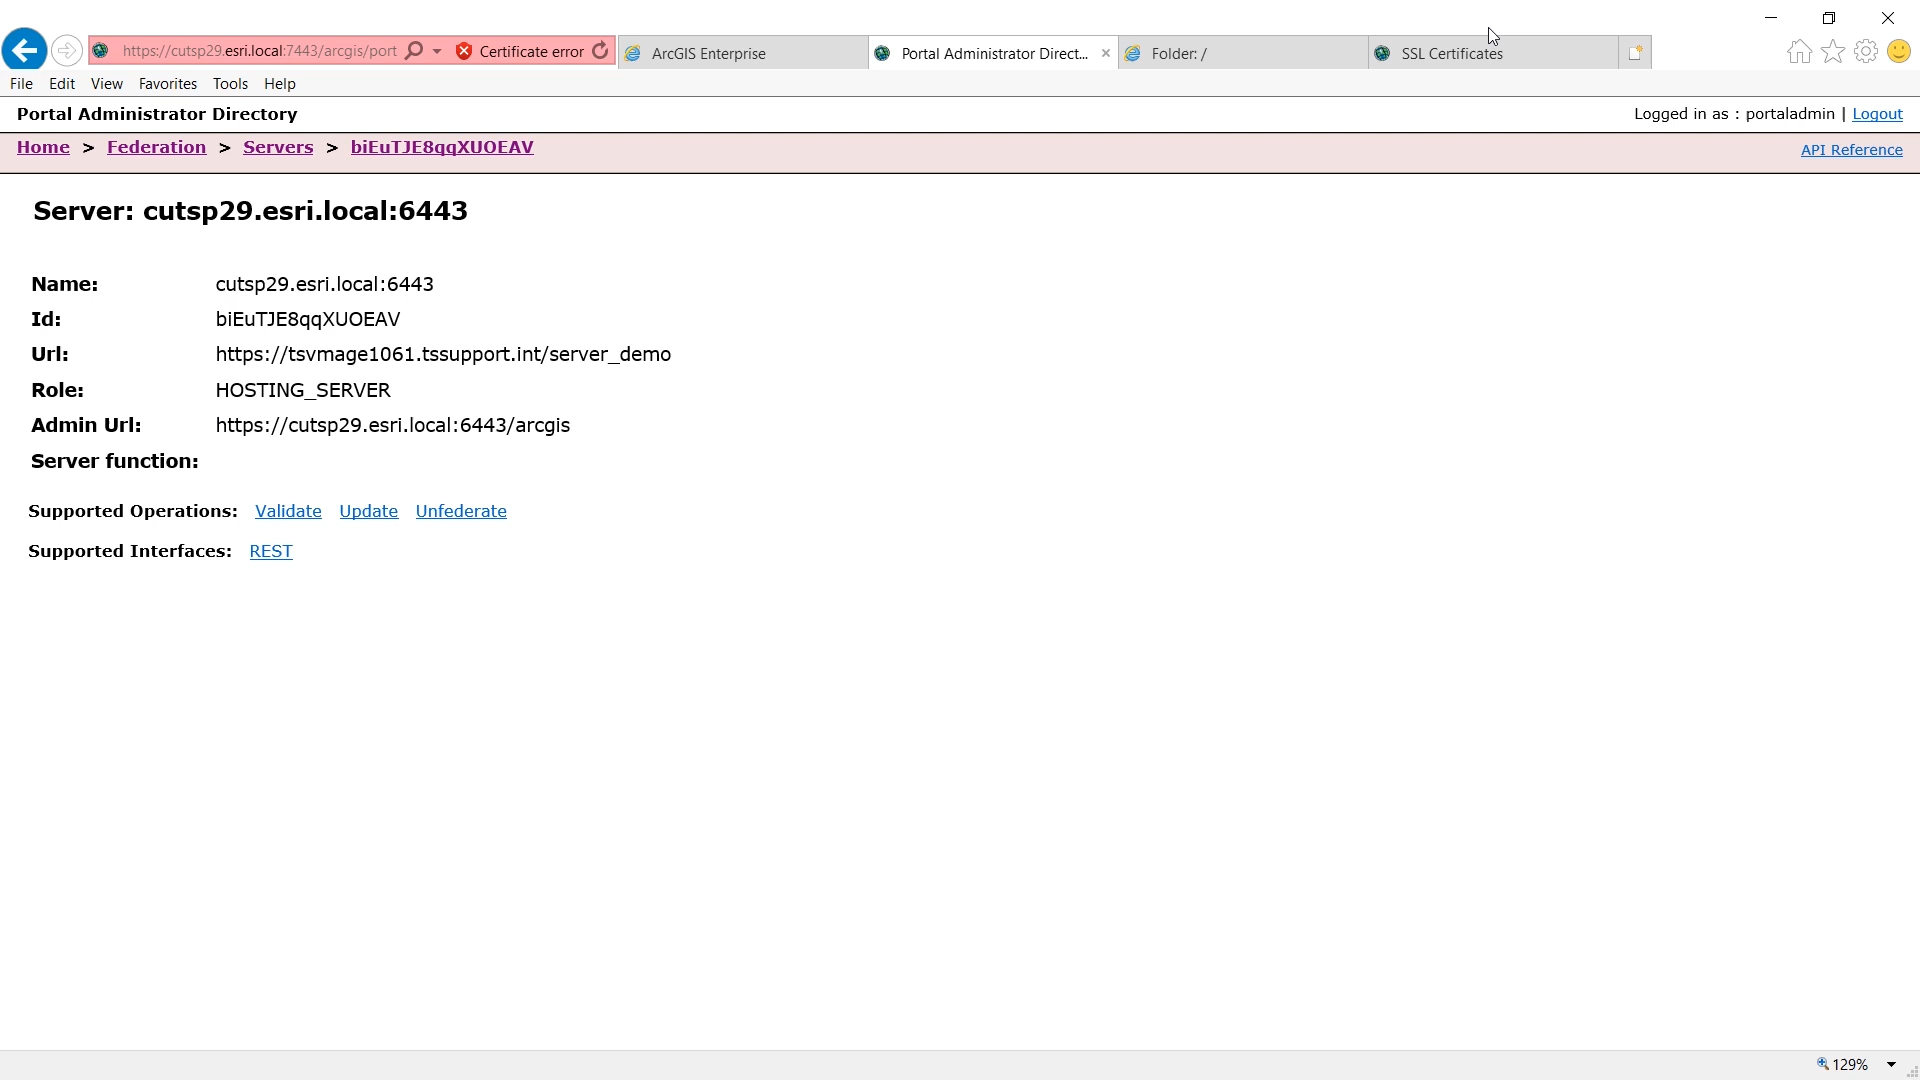 https://cutsp29.esri.local:7443/arcgis/port
Certificate error
ArcGIS Enterprise
Portal Administrator Direct...
Folder: /
SSL Certificates
File Edit View Favorites Tools Help
Portal Administrator Directory
Logged in as : portaladmin | Logout
Home > Federation > Servers > biEuTJE8qqXUOEAV
API Reference
Server: cutsp29.esri.local:6443
Name: cutsp29.esri.local:6443
Id: biEuTJE8qqXUOEAV
Url: https://tsvmage1061.tssupport.int/server_demo
Role: HOSTING_SERVER
Admin Url: https://cutsp29.esri.local:6443/arcgis
Server function:
Supported Operations: Validate Update Unfederate
Supported Interfaces: REST
129%